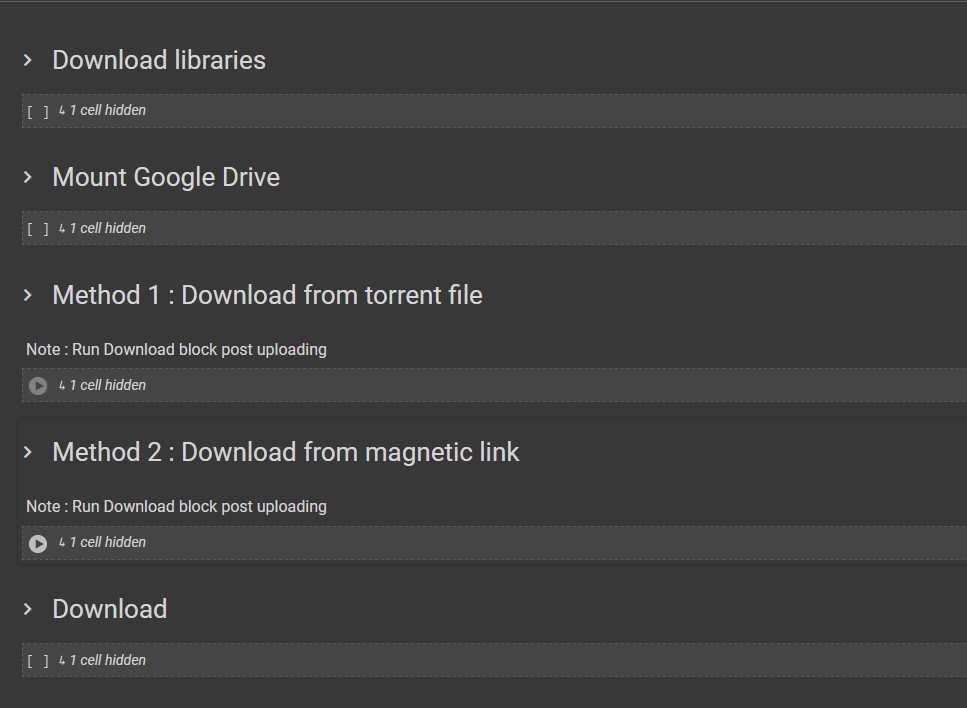 Download libraries
[ ] ↳ 1 cell hidden
Mount Google Drive
[ ] ↳ 1 cell hidden
Method 1 : Download from torrent file
Note : Run Download block post uploading
↳ 1 cell hidden
Method 2 : Download from magnetic link
Note : Run Download block post uploading
↳ 1 cell hidden
Download
[ ] ↳ 1 cell hidden